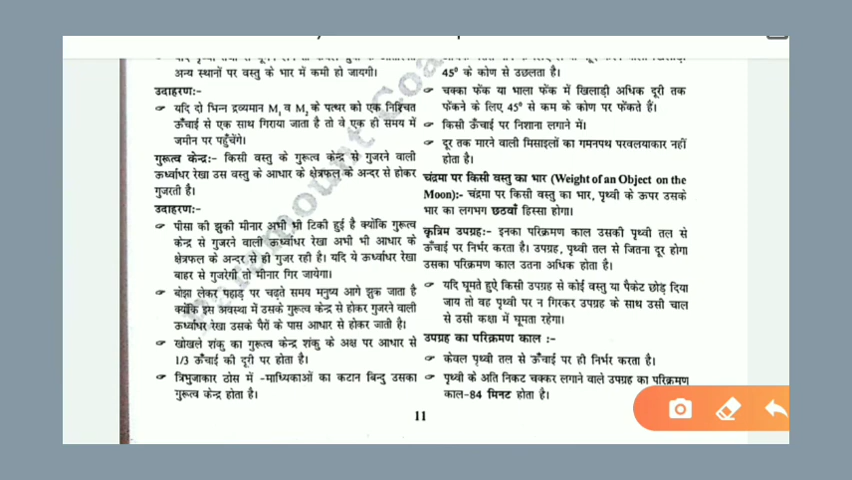 अन्य स्थानों पर वस्तु के भार में कमी हो जायगी।
उदाहरण:-
यदि दो भिन्न द्रव्यमान M₁ व M₂ के पत्थर को एक निश्चित
ऊँचाई से एक साथ गिराया जाता है तो वे एक ही समय में
जमीन पर पहुँचेंगे।
गुरूत्व केन्द्र:- किसी वस्तु के गुरूत्व केन्द्र से गुजरने वाली
ऊर्ध्वाधर रेखा उस वस्तु के आधार के क्षेत्रफल के अन्दर से होकर
गुजरती है।
उदाहरण:-
पीसा की झुकी मीनार अभी भी टिकी हुई है क्योंकि गुरूत्व
केन्द्र से गुजरने वाली ऊर्ध्वाधर रेखा अभी भी आधार के
क्षेत्रफल के अन्दर से ही गुजर रही है। यदि ये ऊर्ध्वाधर रेखा
बाहर से गुजरेगी तो मीनार गिर जायेगा।
बोझा लेकर पहाड़ पर चढ़ते समय मनुष्य आगे झुक जाता है
क्योंकि इस अवस्था में उसके गुरूत्व केन्द्र से होकर गुजरने वाली
ऊर्ध्वाधर रेखा उसके पैरों के पास आधार से होकर जाती है।
खोखले शंकु का गुरूत्व केन्द्र शंकु के अक्ष पर आधार से
1/3 ऊँचाई की दूरी पर होता है।
त्रिभुजाकार ठोस में -माध्यिकाओं का कटान बिन्दु उसका
गुरूत्व केन्द्र होता है।
45⁰ के कोण से उछलता है।
चक्का फेंक या भाला फेंक में खिलाड़ी अधिक दूरी तक
फेंकने के लिए 45⁰ से कम के कोण पर फेंकते हैं।
किसी ऊँचाई पर निशाना लगाने में।
दूर तक मारने वाली मिसाइलों का गमनपथ परवलयाकार नहीं
होता है।
चंद्रमा पर किसी वस्तु का भार (Weight of an Object on the
Moon):- चंद्रमा पर किसी वस्तु का भार, पृथ्वी के ऊपर उसके
भार का लगभग छठवाँ हिस्सा होगा।
कृत्रिम उपग्रह:- इनका परिक्रमण काल उसकी पृथ्वी तल से
ऊँचाई पर निर्भर करता है। उपग्रह, पृथ्वी तल से जितना दूर होगा
उसका परिक्रमण काल उतना अधिक होता है।
यदि घूमते हुऐ किसी उपग्रह से कोई वस्तु या पैकेट छोड़ दिया
जाय तो वह पृथ्वी पर न गिरकर उपग्रह के साथ उसी चाल
से उसी कक्षा में घूमता रहेगा।
उपग्रह का परिक्रमण काल :-
केवल पृथ्वी तल से ऊँचाई पर ही निर्भर करता है।
पृथ्वी के अति निकट चक्कर लगाने वाले उपग्रह का परिक्रमण
काल-84 मिनट होता है।
11